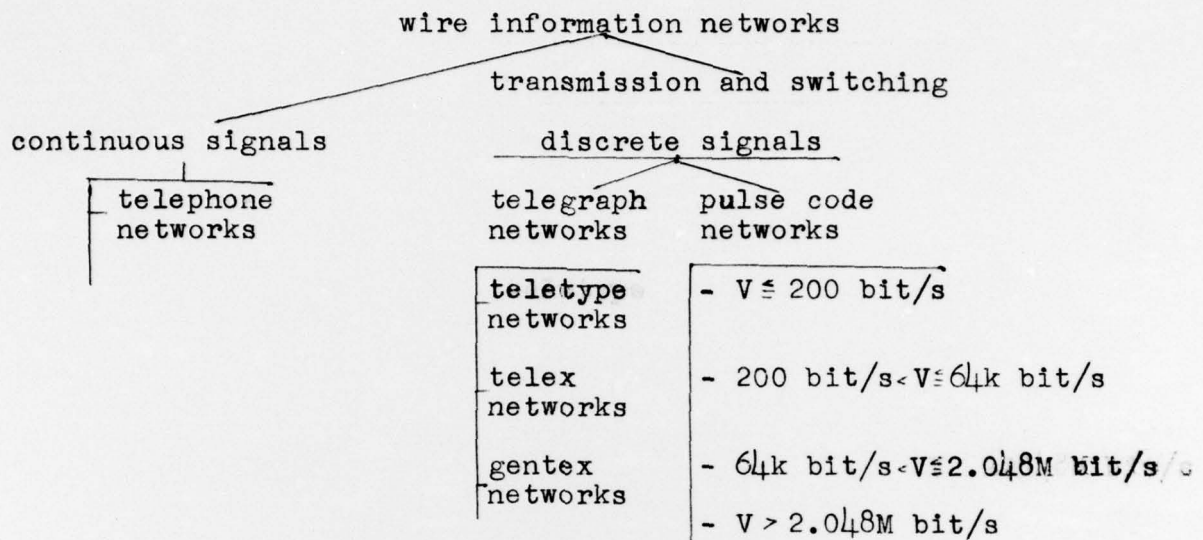 wire information networks
transmission and switching
continuous signals
discrete signals
telephone
networks
telegraph
networks
pulse code
networks
teletype
networks
- V ≦ 200 bit/s
telex
networks
- 200 bit/s < V ≦ 64k bit/s
gentex
networks
- 64k bit/s < V ≦ 2.048M bit/s
- V > 2.048M bit/s